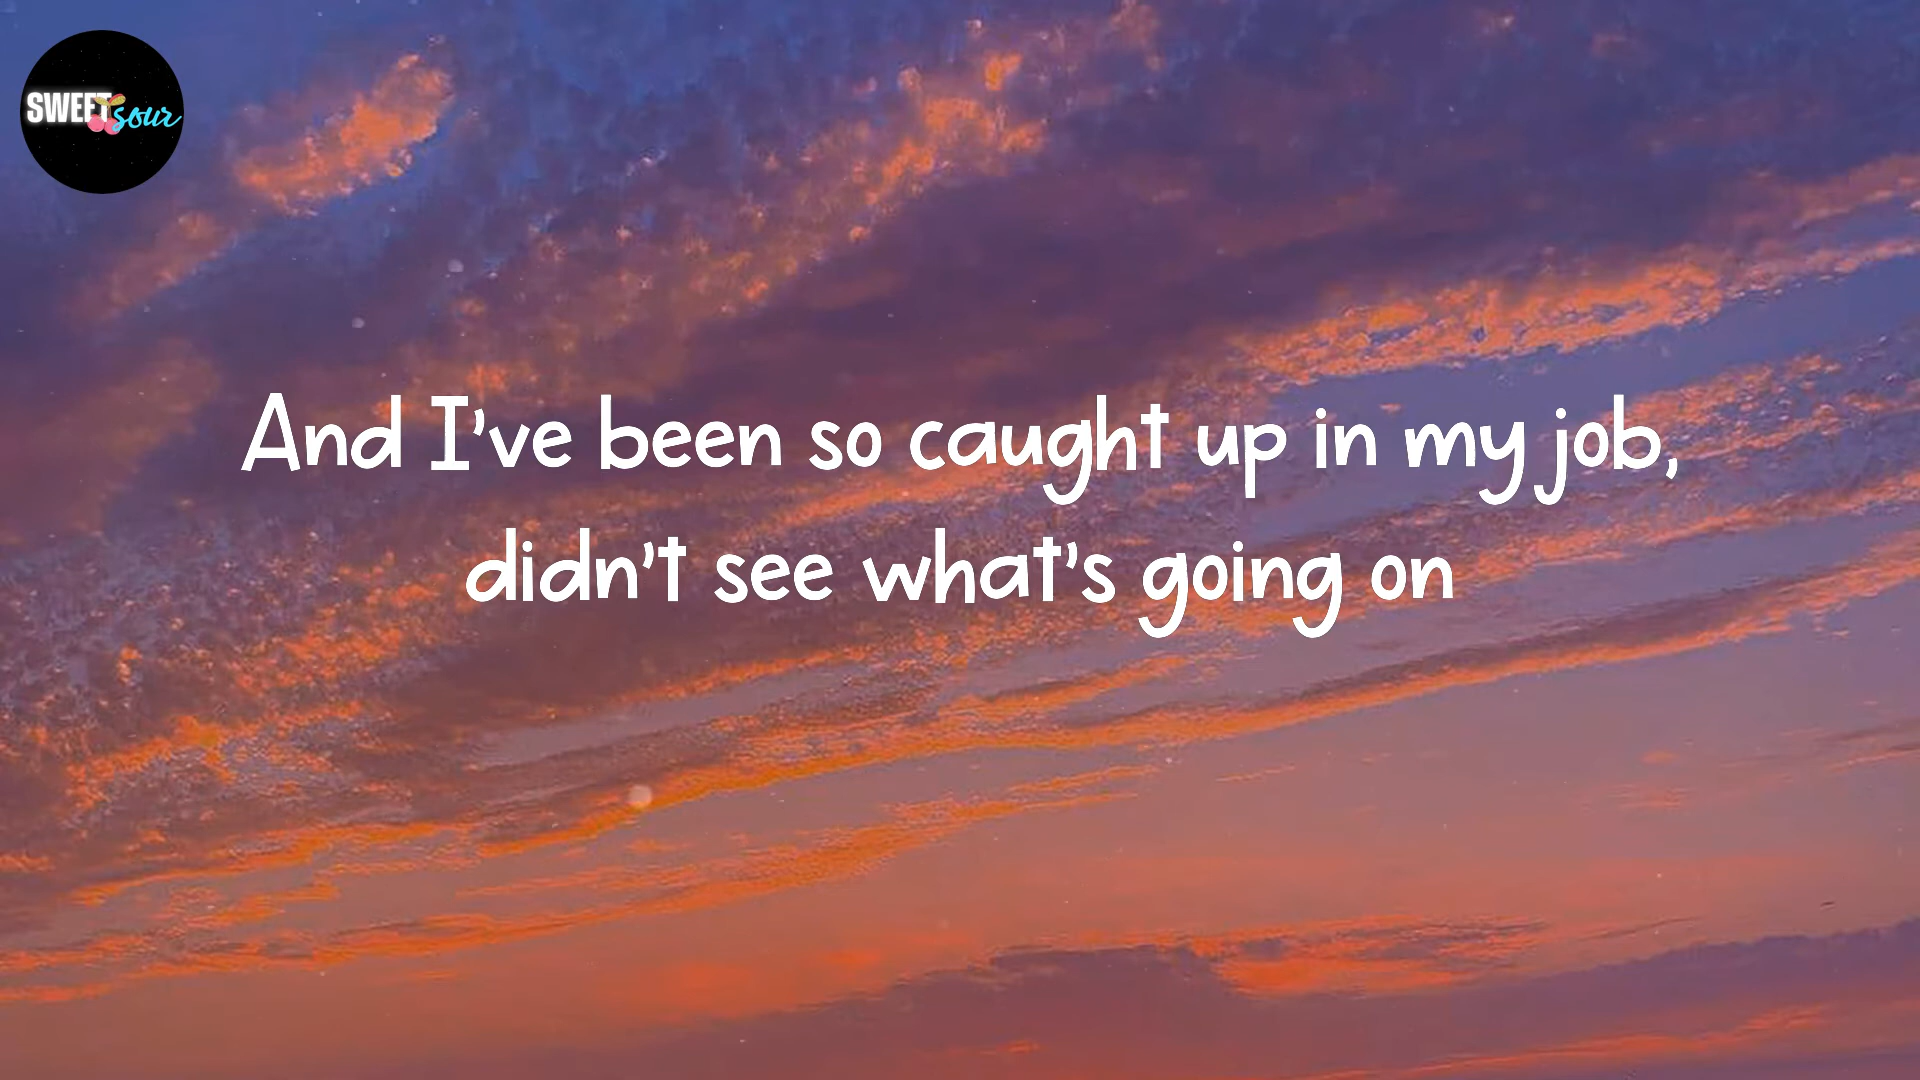 SWEET sour
And I've been so caught up in my job,
didn't see what's going on